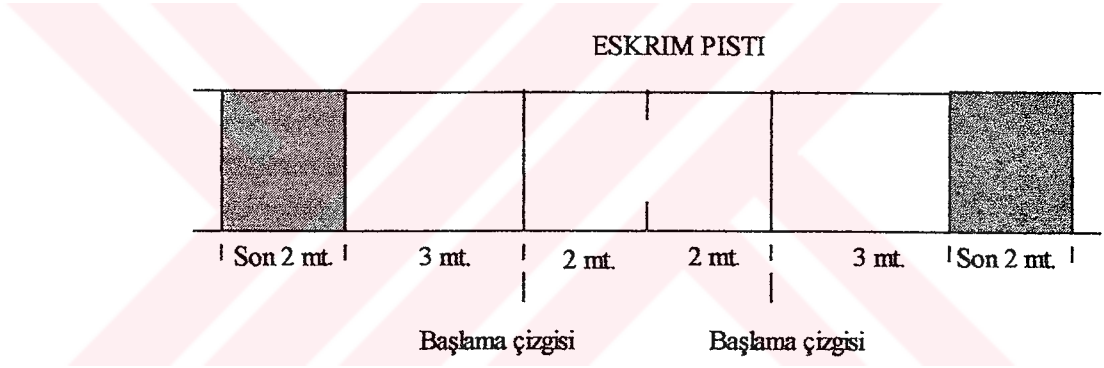 ESKRIM PISTI
Son 2 mt. 3 mt. 2 mt. 2 mt. 3 mt. Son 2 mt.
Başlama çizgisi Başlama çizgisi